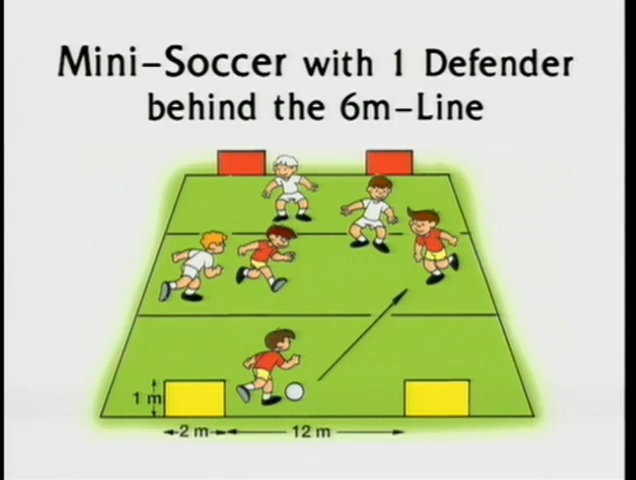 Mini-Soccer with 1 Defender
behind the 6m-Line
1 m
2 m
12 m